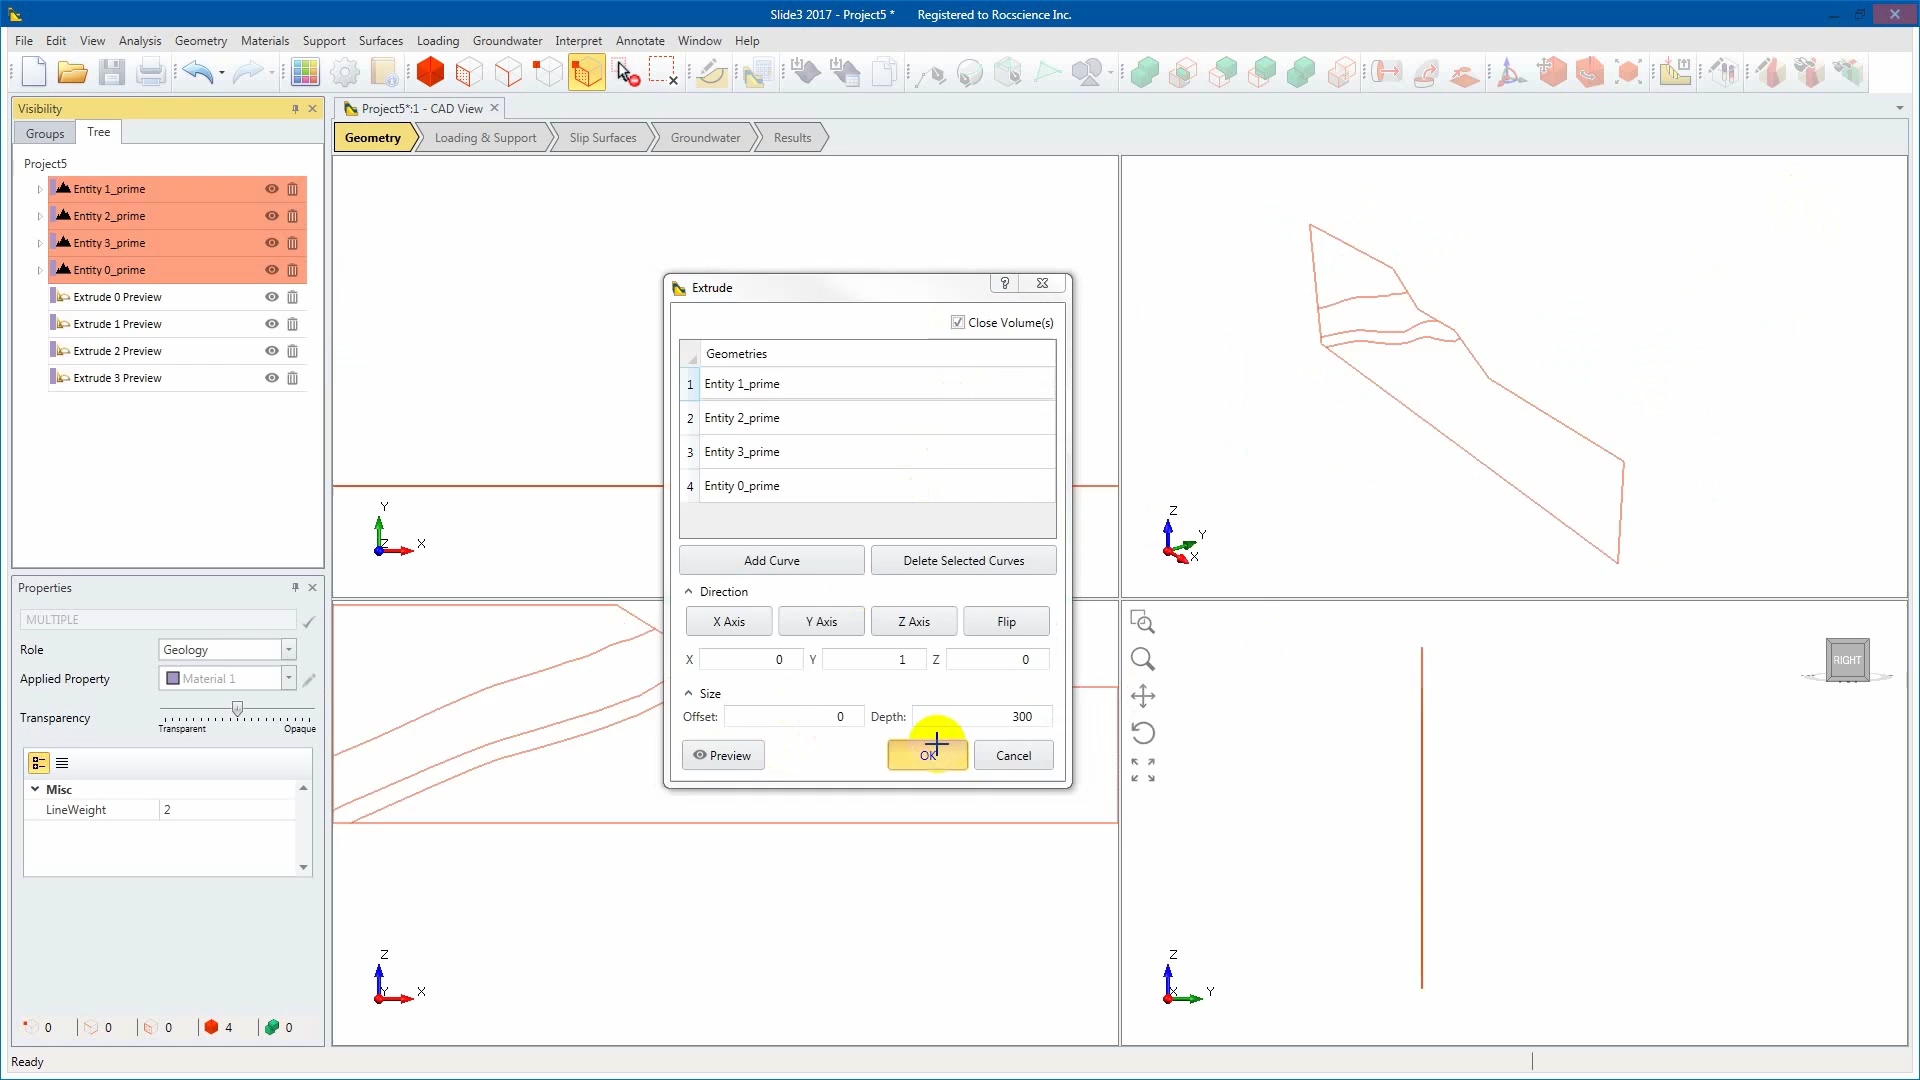 Slide3 2017 - Project5 * Registered to Rocscience Inc.
File Edit View Analysis Geometry Materials Support Surfaces Loading Groundwater Interpret Annotate Window Help
Visibility
Project5*:1 - CAD View
Groups Tree
Geometry Loading & Support Slip Surfaces Groundwater Results
Project5
Entity 1_prime
Entity 2_prime
Entity 3_prime
Entity 0_prime
Extrude 0 Preview
Extrude 1 Preview
Extrude 2 Preview
Extrude 3 Preview
Extrude
?
Close Volume(s)
Geometries
1 Entity 1_prime
2 Entity 2_prime
3 Entity 3_prime
4 Entity 0_prime
Add Curve Delete Selected Curves
Direction
X Axis Y Axis Z Axis Flip
X 0 Y 1 Z 0
Size
Offset: 0 Depth: 300
Preview OK Cancel
Y
Z
X
Z
Y
X
Properties
MULTIPLE
Role Geology
Applied Property Material 1
Transparency
Transparent Opaque
Misc
LineWeight 2
Z
Y
X
RIGHT
Z
X
Y
0 0 0 4 0
Ready